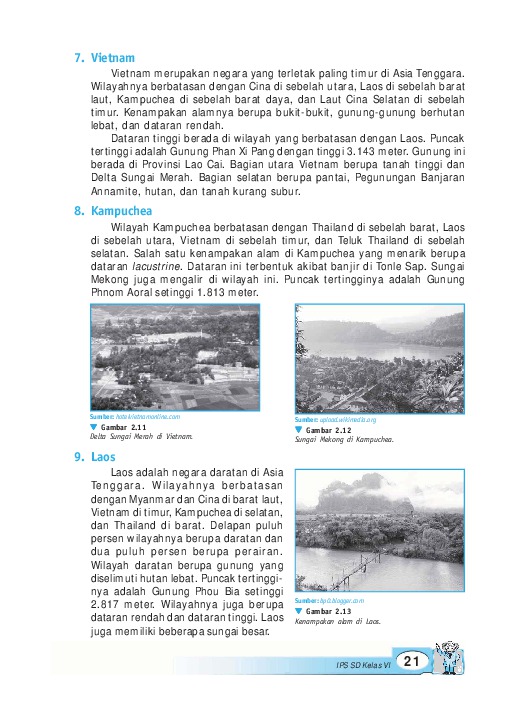 7. Vietnam
Vietnam merupakan negara yang terletak paling timur di Asia Tenggara.
Wilayahnya berbatasan dengan Cina di sebelah utara, Laos di sebelah barat
laut, Kampuchea di sebelah barat daya, dan Laut Cina Selatan di sebelah
timur. Kenampakan alamnya berupa bukit-bukit, gunung-gunung berhutan
lebat, dan dataran rendah.
Dataran tinggi berada di wilayah yang berbatasan dengan Laos. Puncak
tertinggi adalah Gunung Phan Xi Pang dengan tinggi 3.143 meter. Gunung ini
berada di Provinsi Lao Cai. Bagian utara Vietnam berupa tanah tinggi dan
Delta Sungai Merah. Bagian selatan berupa pantai, Pegunungan Banjaran
Annamite, hutan, dan tanah kurang subur.
8. Kampuchea
Wilayah Kampuchea berbatasan dengan Thailand di sebelah barat, Laos
di sebelah utara, Vietnam di sebelah timur, dan Teluk Thailand di sebelah
selatan. Salah satu kenampakan alam di Kampuchea yang menarik berupa
dataran lacustrine. Dataran ini terbentuk akibat banjir di Tonle Sap. Sungai
Mekong juga mengalir di wilayah ini. Puncak tertingginya adalah Gunung
Phnom Aoral setinggi 1.813 meter.
Sumber: hotelvietnamonline.com
Gambar 2.11
Delta Sungai Merah di Vietnam.
Sumber: upload.wikimedia.org
Gambar 2.12
Sungai Mekong di Kampuchea.
9. Laos
Laos adalah negara daratan di Asia
Tenggara. Wilayahnya berbatasan
dengan Myanmar dan Cina di barat laut,
Vietnam di timur, Kampuchea di selatan,
dan Thailand di barat. Delapan puluh
persen wilayahnya berupa daratan dan
dua puluh persen berupa perairan.
Wilayah daratan berupa gunung yang
diselimuti hutan lebat. Puncak tertinggi-
nya adalah Gunung Phou Bia setinggi
2.817 meter. Wilayahnya juga berupa
dataran rendah dan dataran tinggi. Laos
juga memiliki beberapa sungai besar.
Sumber: bp0.blogger.com
Gambar 2.13
Kenampakan alam di Laos.
IPS SD Kelas VI 21